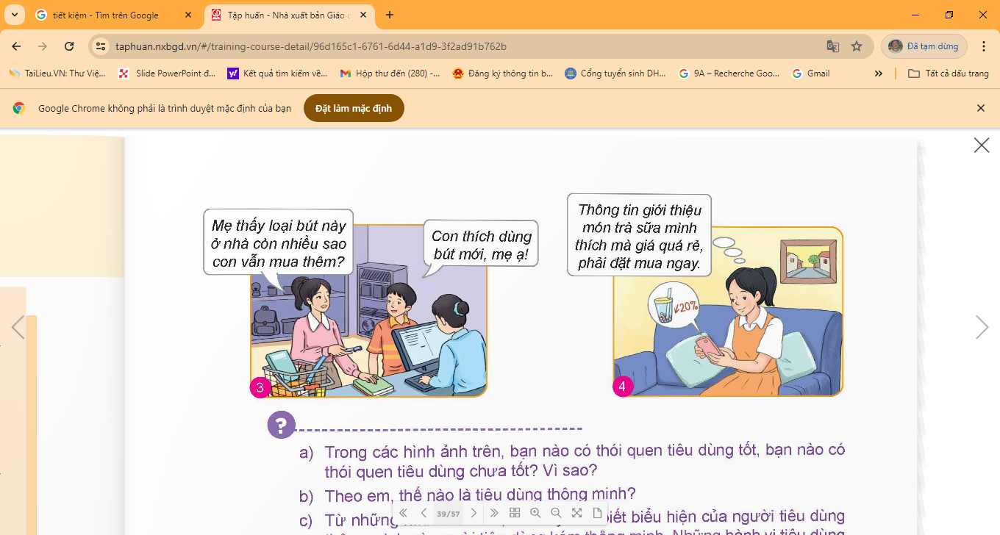 tiết kiệm - Tìm trên Google
Tập huấn - Nhà xuất bản Giáo
taphuan.nxbgd.vn/#/training-course-detail/96d165c1-6761-6d44-a1d9-3f2ad91b762b
Đã tạm dừng
TaiLieu.VN: Thư Việ...
Slide PowerPoint đ...
Kết quả tìm kiếm về...
Hộp thư đến (280) -...
Đăng ký thông tin b...
Cổng tuyển sinh DH...
9A – Recherche Goo...
Gmail
Tất cả dấu trang
Google Chrome không phải là trình duyệt mặc định của bạn
Đặt làm mặc định
Mẹ thấy loại bút này
ở nhà còn nhiều sao
con vẫn mua thêm?
Con thích dùng
bút mới, mẹ ạ!
3
Thông tin giới thiệu
món trà sữa mình
thích mà giá quá rẻ,
phải đặt mua ngay.
20%
4
?
a) Trong các hình ảnh trên, bạn nào có thói quen tiêu dùng tốt, bạn nào có
thói quen tiêu dùng chưa tốt? Vì sao?
b) Theo em, thế nào là tiêu dùng thông minh?
c) Từ những biết biểu hiện của người tiêu dùng
39/57